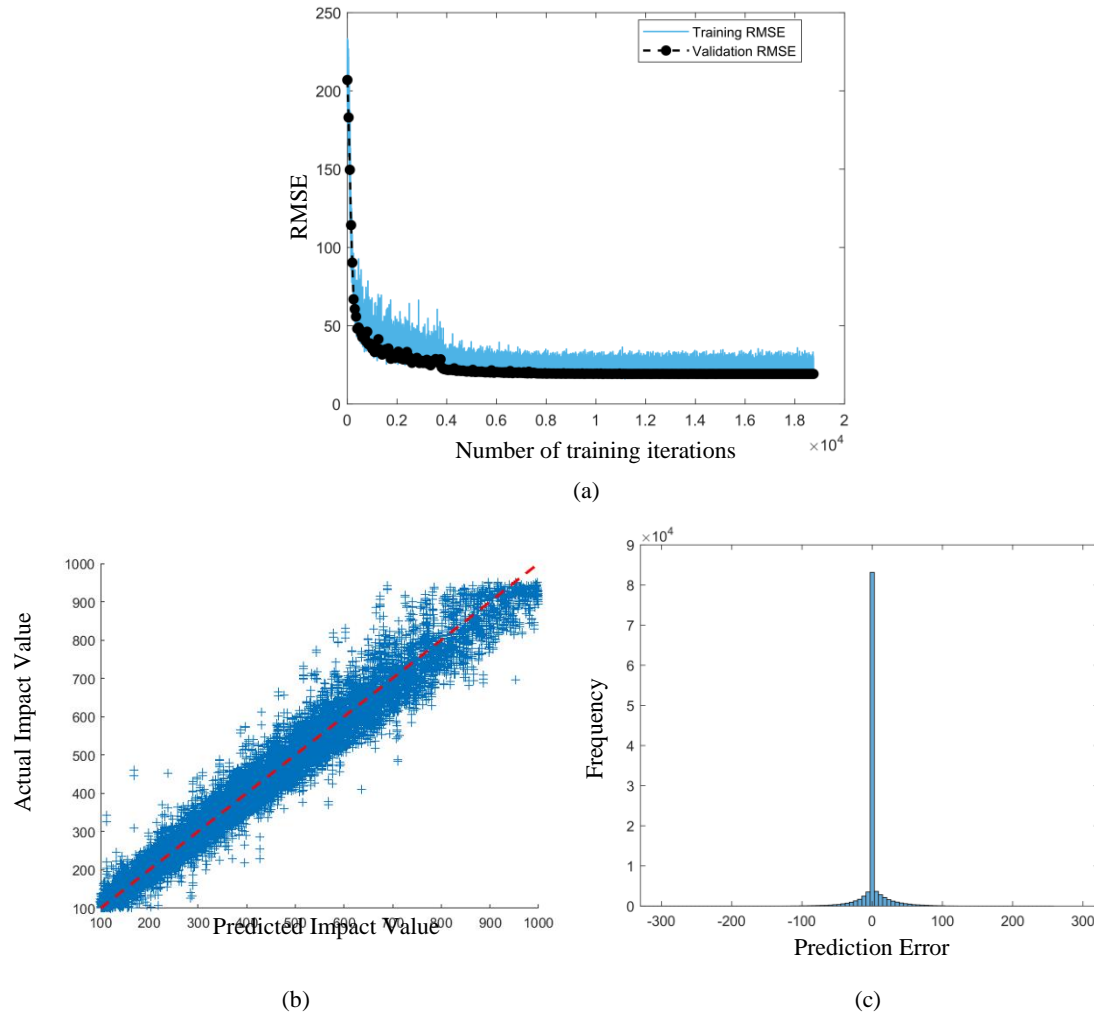 250
Training RMSE
Validation RMSE
200
150
RMSE
100
50
0
0 0.2 0.4 0.6 0.8 1 1.2 1.4 1.6 1.8 2
×10⁴
Number of training iterations
(a)
1000
900
800
700
600
500
400
300
200
100
Actual Impact Value
100 200 300 400 500 600 700 800 900 1000
Predicted Impact Value
(b)
×10⁴
9
8
7
6
5
4
3
2
1
0
Frequency
-300 -200 -100 0 100 200 300
Prediction Error
(c)